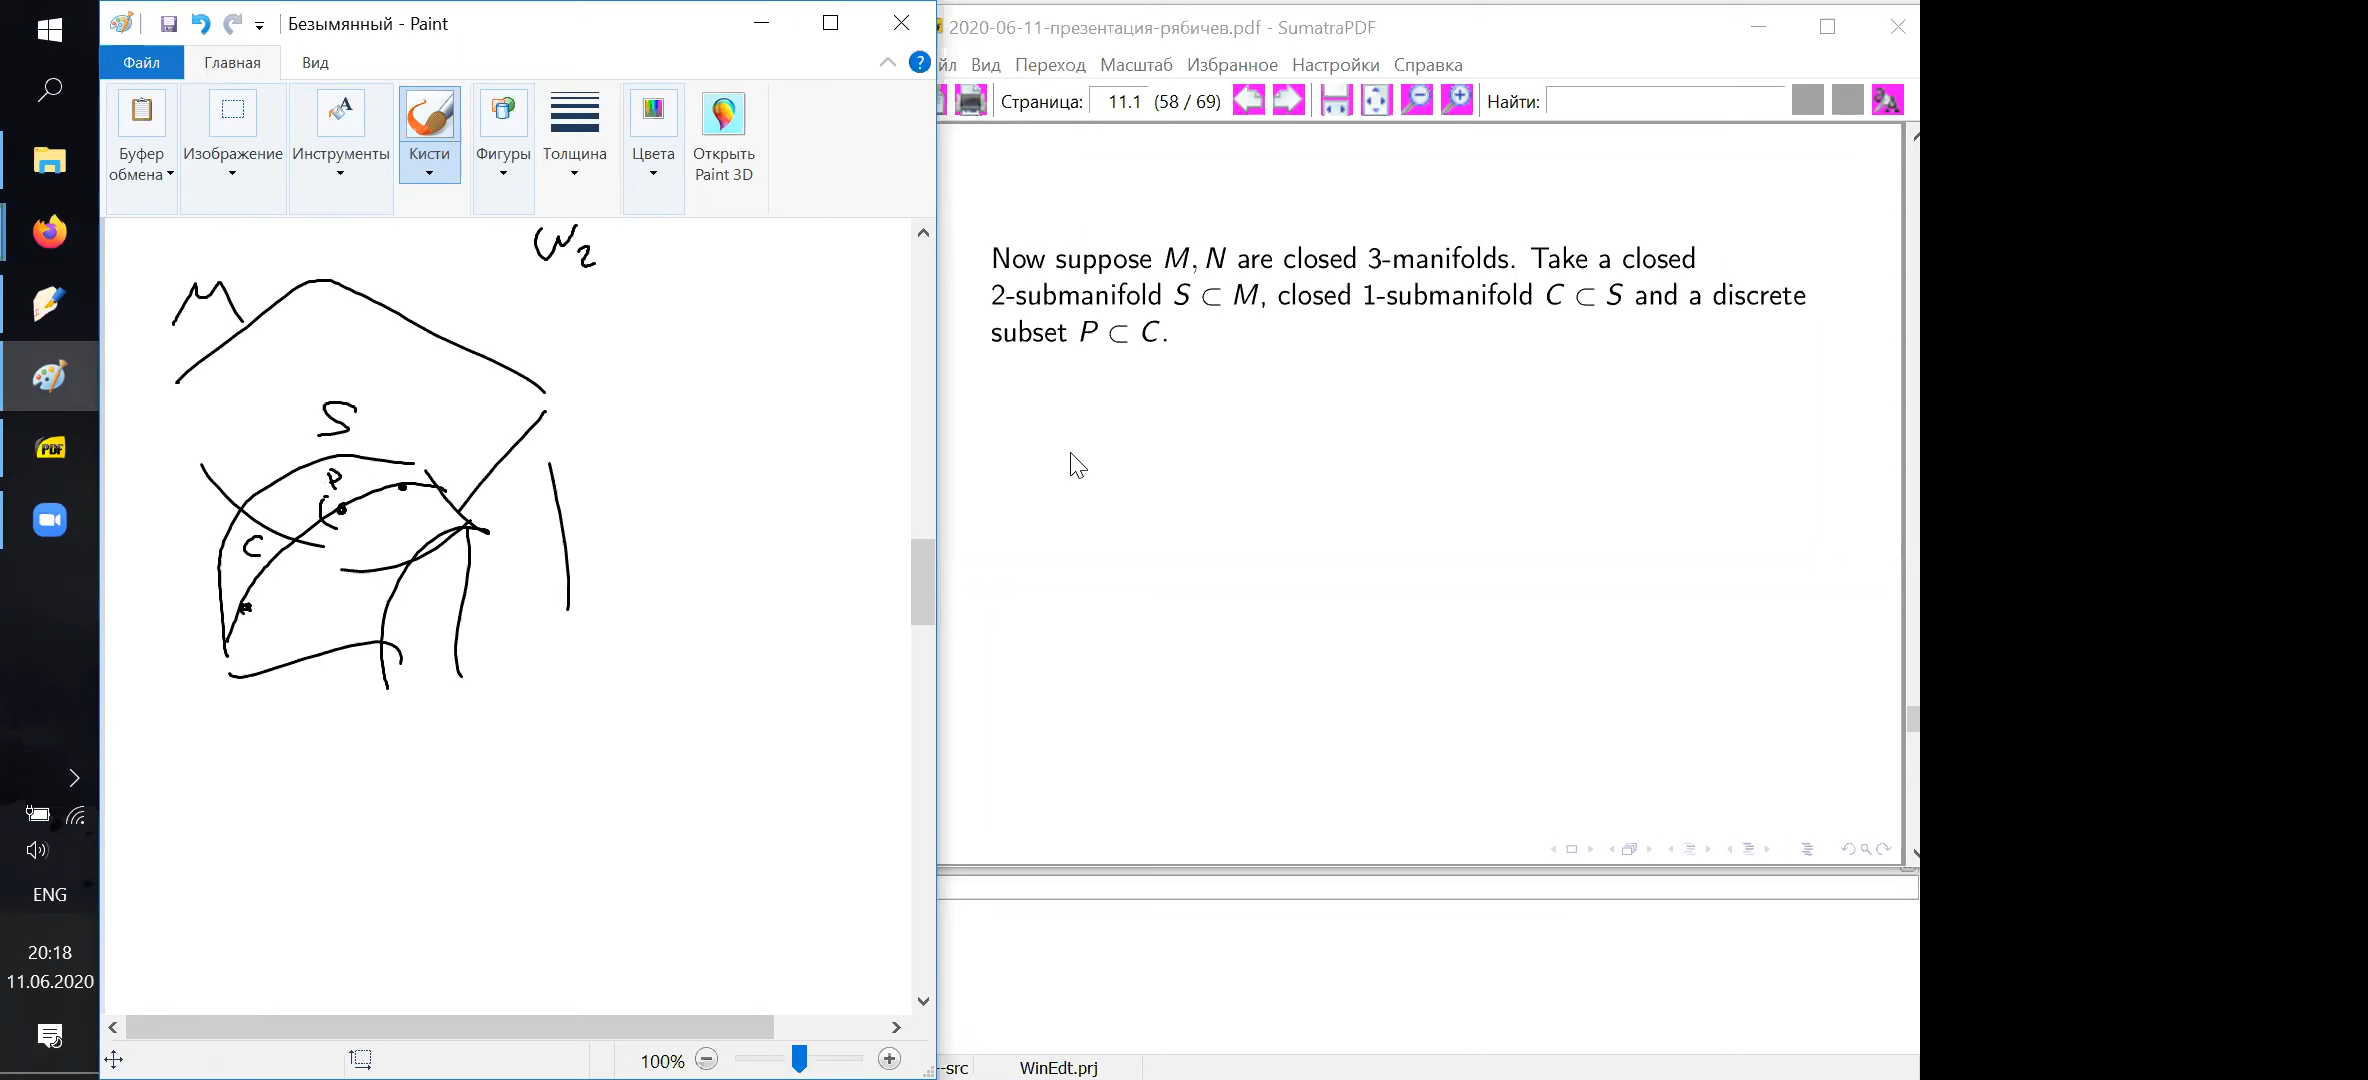 Безымянный - Paint
Файл
Главная
Вид
Буфер обмена
Изображение
Инструменты
Кисти
Фигуры
Толщина
Цвета
Открыть Paint 3D
ω2
M
S
P
C
100%
ENG
20:18
11.06.2020
2020-06-11-презентация-рябичев.pdf - SumatraPDF
йл Вид Переход Масштаб Избранное Настройки Справка
Страница: 11.1 (58 / 69) Найти:
Now suppose M, N are closed 3-manifolds. Take a closed
2-submanifold S ⊂ M, closed 1-submanifold C ⊂ S and a discrete
subset P ⊂ C.
--src
WinEdt.prj
PDF